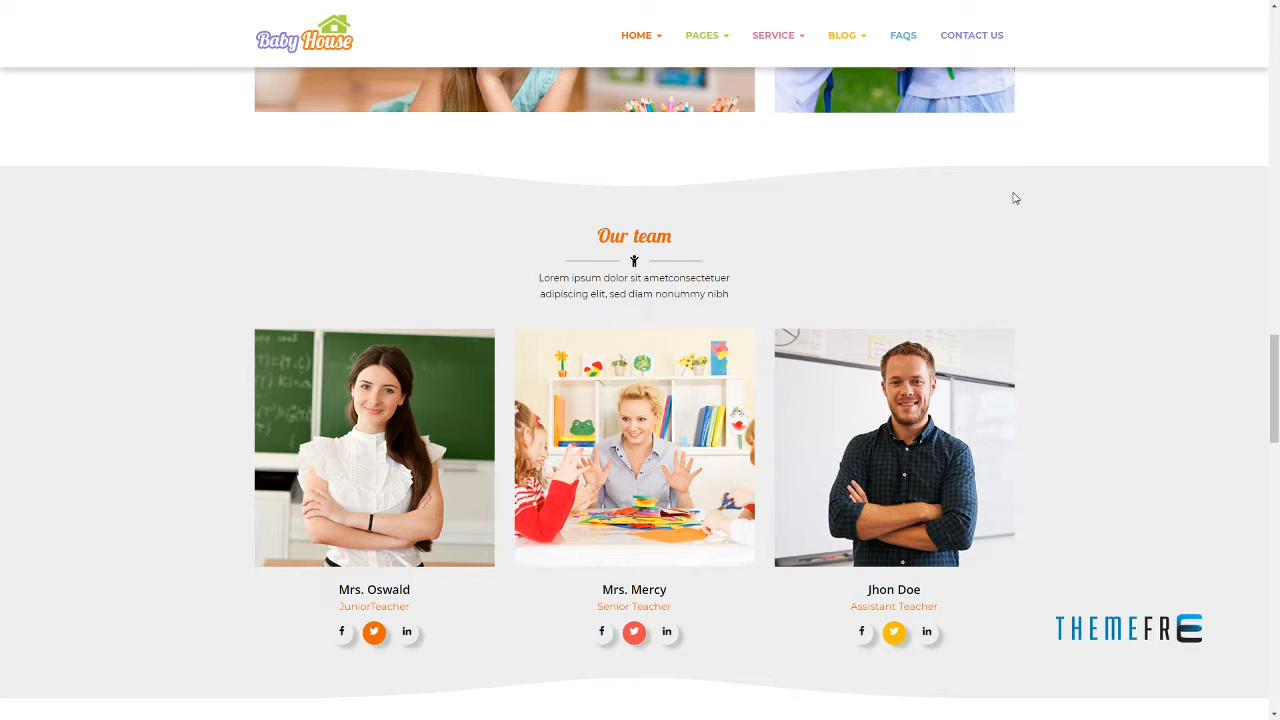 Baby House
HOME PAGES SERVICE BLOG FAQS CONTACT US
Our team
Lorem ipsum dolor sit ametconsectetuer
adipiscing elit, sed diam nonummy nibh
Mrs. Oswald
JuniorTeacher
Mrs. Mercy
Senior Teacher
Jhon Doe
Assistant Teacher
THEMEFRE